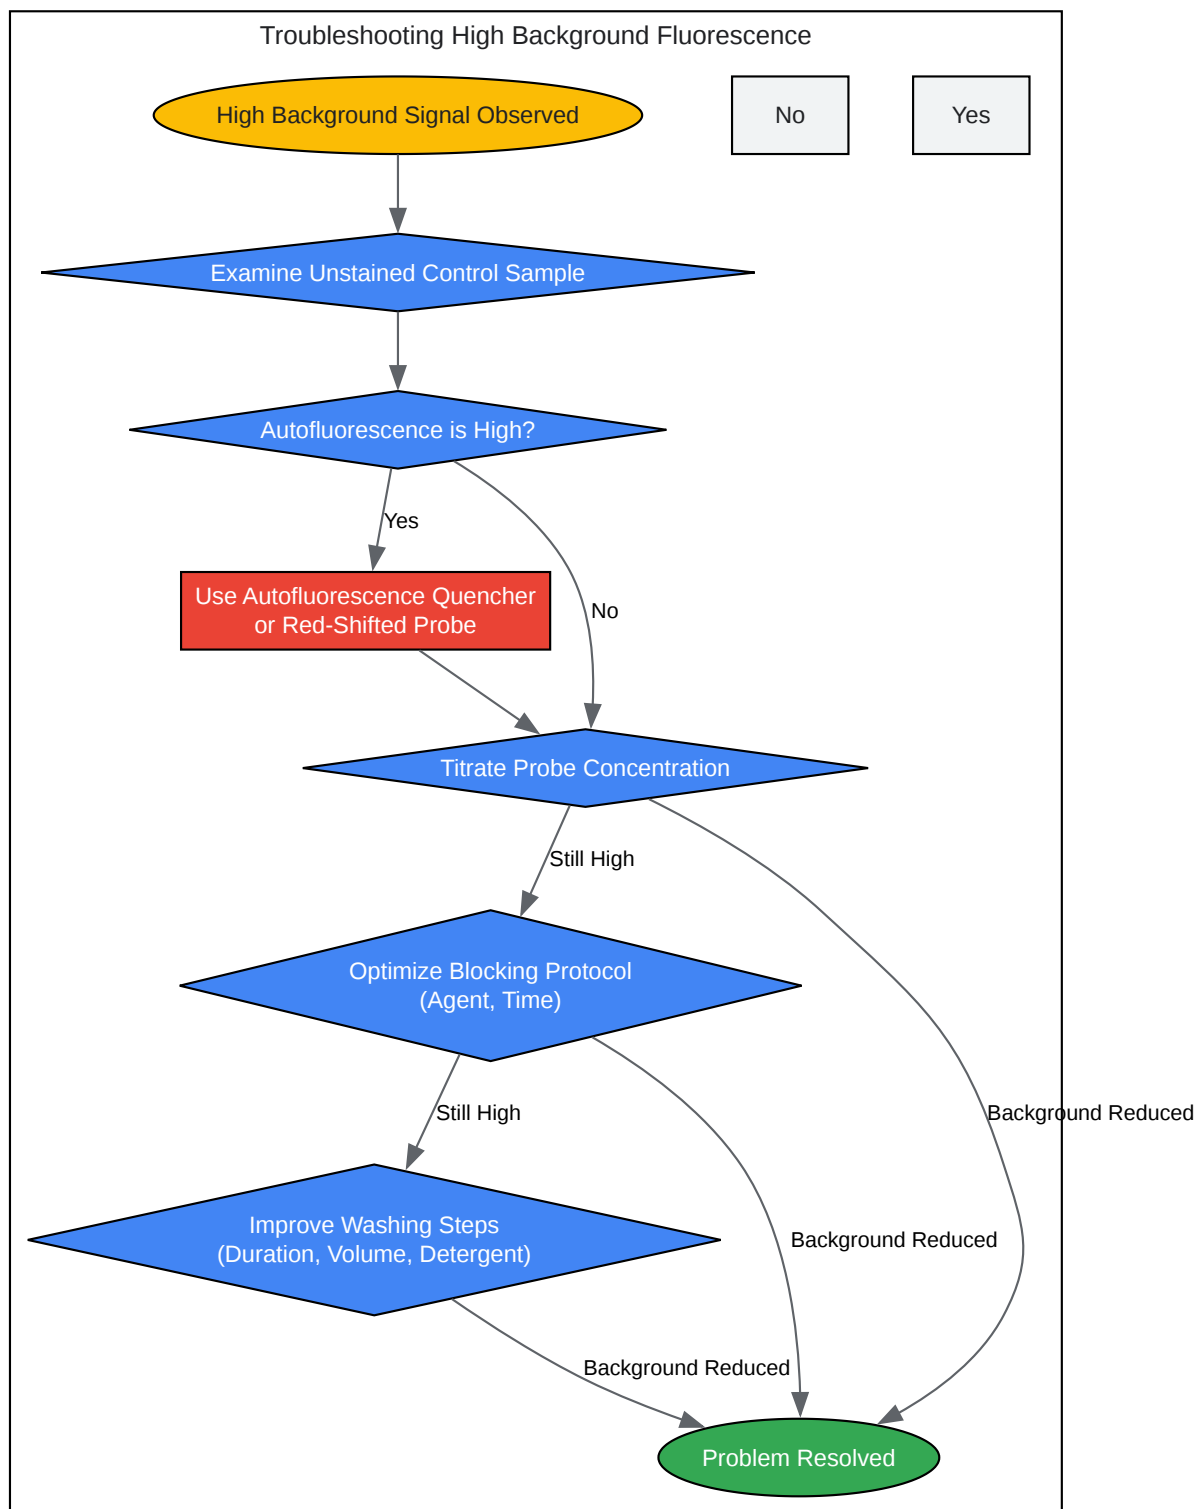 Troubleshooting High Background Fluorescence
High Background Signal Observed
No
Yes
Examine Unstained Control Sample
Autofluorescence is High?
Yes
Use Autofluorescence Quencher
or Red-Shifted Probe
No
Titrate Probe Concentration
Still High
Optimize Blocking Protocol
(Agent, Time)
Still High
Background Reduced
Improve Washing Steps
(Duration, Volume, Detergent)
Background Reduced
Background Reduced
Problem Resolved